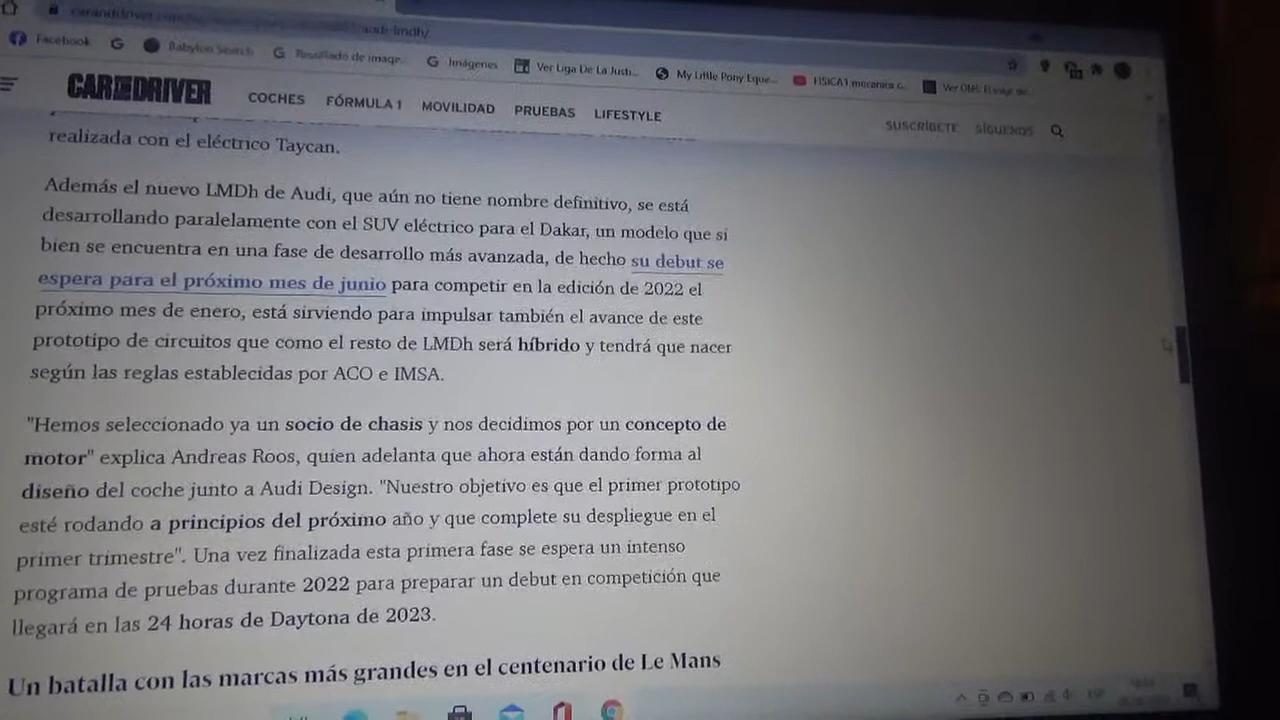 Facebook
Babylon Search
Resultado de image...
Imágenes
Ver Liga De La Justi...
My Little Pony Eque...
FISICA1 mecanica c...
CAR AND DRIVER
COCHES FÓRMULA 1 MOVILIDAD PRUEBAS LIFESTYLE
SUSCRÍBETE SÍGUENOS
realizada con el eléctrico Taycan.
Además el nuevo LMDh de Audi, que aún no tiene nombre definitivo, se está
desarrollando paralelamente con el SUV eléctrico para el Dakar, un modelo que si
bien se encuentra en una fase de desarrollo más avanzada, de hecho su debut se
espera para el próximo mes de junio para competir en la edición de 2022 el
próximo mes de enero, está sirviendo para impulsar también el avance de este
prototipo de circuitos que como el resto de LMDh será híbrido y tendrá que nacer
según las reglas establecidas por ACO e IMSA.
"Hemos seleccionado ya un socio de chasis y nos decidimos por un concepto de
motor" explica Andreas Roos, quien adelanta que ahora están dando forma al
diseño del coche junto a Audi Design. "Nuestro objetivo es que el primer prototipo
esté rodando a principios del próximo año y que complete su despliegue en el
primer trimestre". Una vez finalizada esta primera fase se espera un intenso
programa de pruebas durante 2022 para preparar un debut en competición que
llegará en las 24 horas de Daytona de 2023.
Un batalla con las marcas más grandes en el centenario de Le Mans
ESP